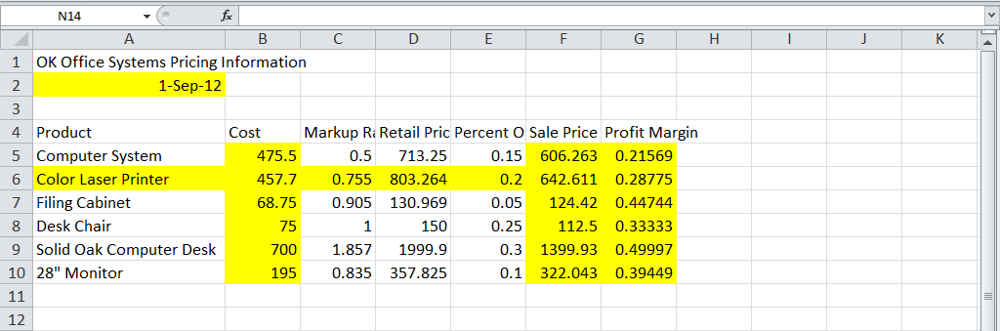 N14 fx
A B C D E F G H I J K
1 OK Office Systems Pricing Information
2 1-Sep-12
3
4 Product Cost Markup Ra Retail Pric Percent O Sale Price Profit Margin
5 Computer System 475.5 0.5 713.25 0.15 606.263 0.21569
6 Color Laser Printer 457.7 0.755 803.264 0.2 642.611 0.28775
7 Filing Cabinet 68.75 0.905 130.969 0.05 124.42 0.44744
8 Desk Chair 75 1 150 0.25 112.5 0.33333
9 Solid Oak Computer Desk 700 1.857 1999.9 0.3 1399.93 0.49997
10 28" Monitor 195 0.835 357.825 0.1 322.043 0.39449
11
12